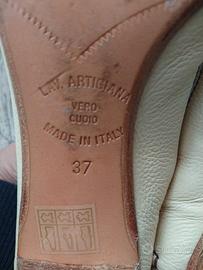 LAV. ARTIGIANA
VERO
CUOIO
MADE IN ITALY
37